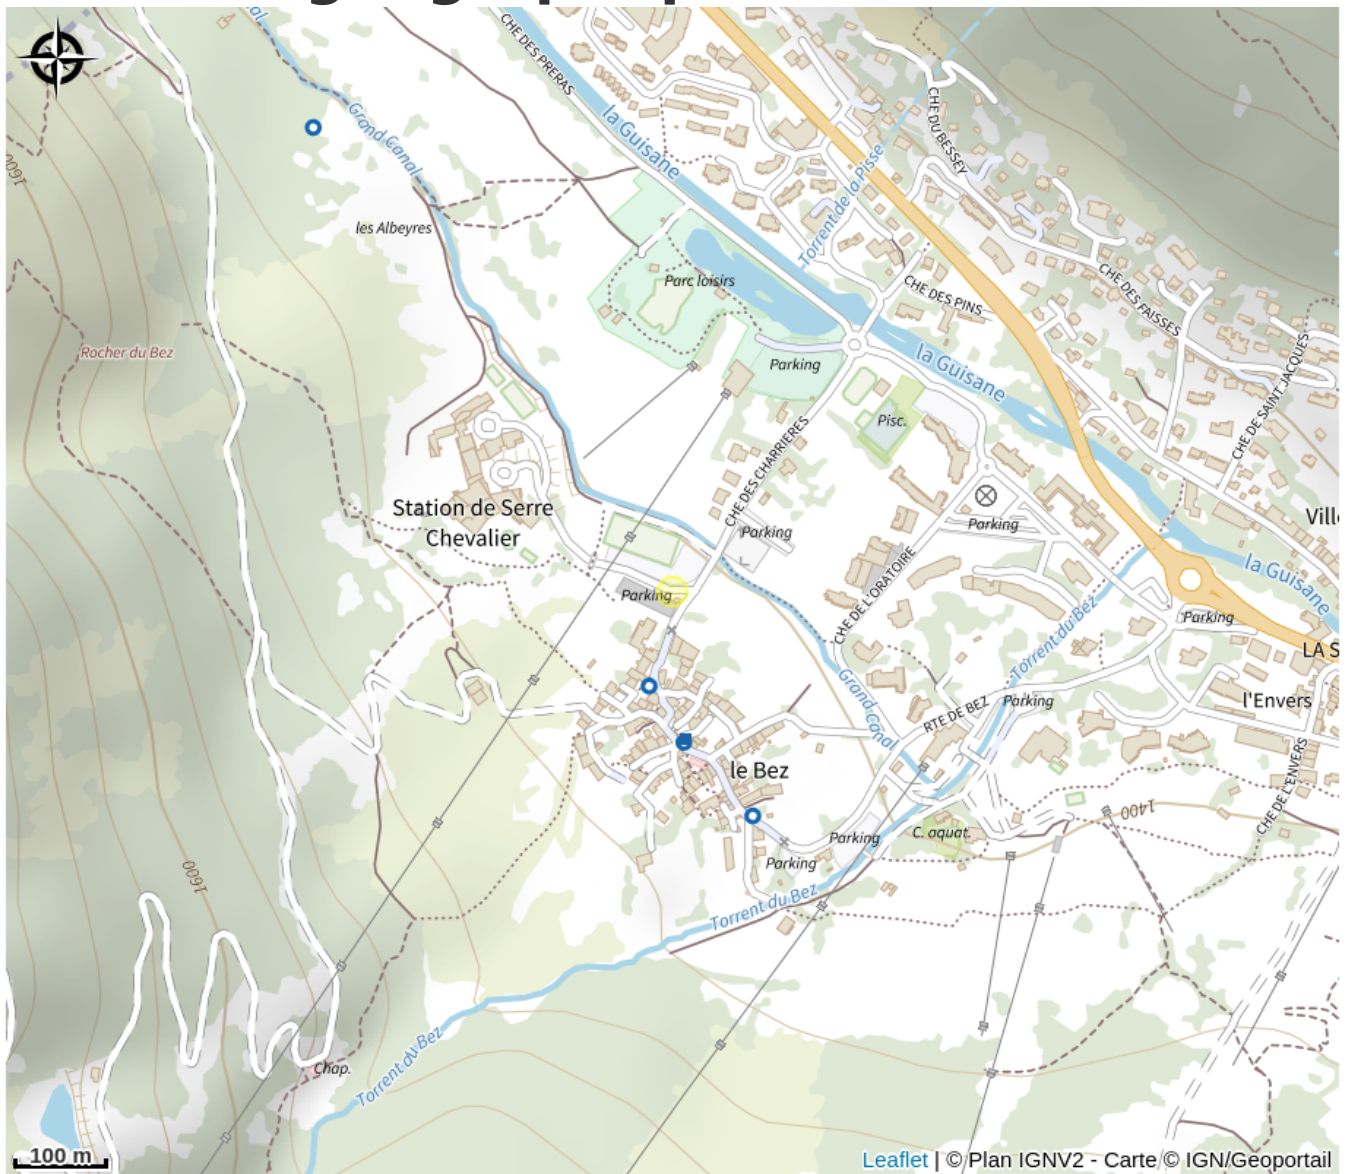 CHE DES PRERAS
la Guisane
Grand Canal
CHE DU BESSEY
1600
Torrent de la Pisse
les Albeyres
Parc loisirs
CHE DES PINS
CHE DES FAISSES
Rocher du Bez
Parking
la Guisane
CHE DE SAINT JACQUES
Pisc.
CHE DES CHARRIERES
Station de Serre
Chevalier
Parking
Parking
Vill
la Guisane
CHE DE L'ORATOIRE
Parking
Torrent du Bez
Parking
LA S
Grand Canal
RTE DE BEZ
Parking
l'Envers
le Bez
CHE DE L'ENVERS
1400
C. aquat.
Parking
Parking
1600
Torrent du Bez
Torrent du Bez
Chap.
100 m
Leaflet | © Plan IGNV2 - Carte © IGN/Geoportail